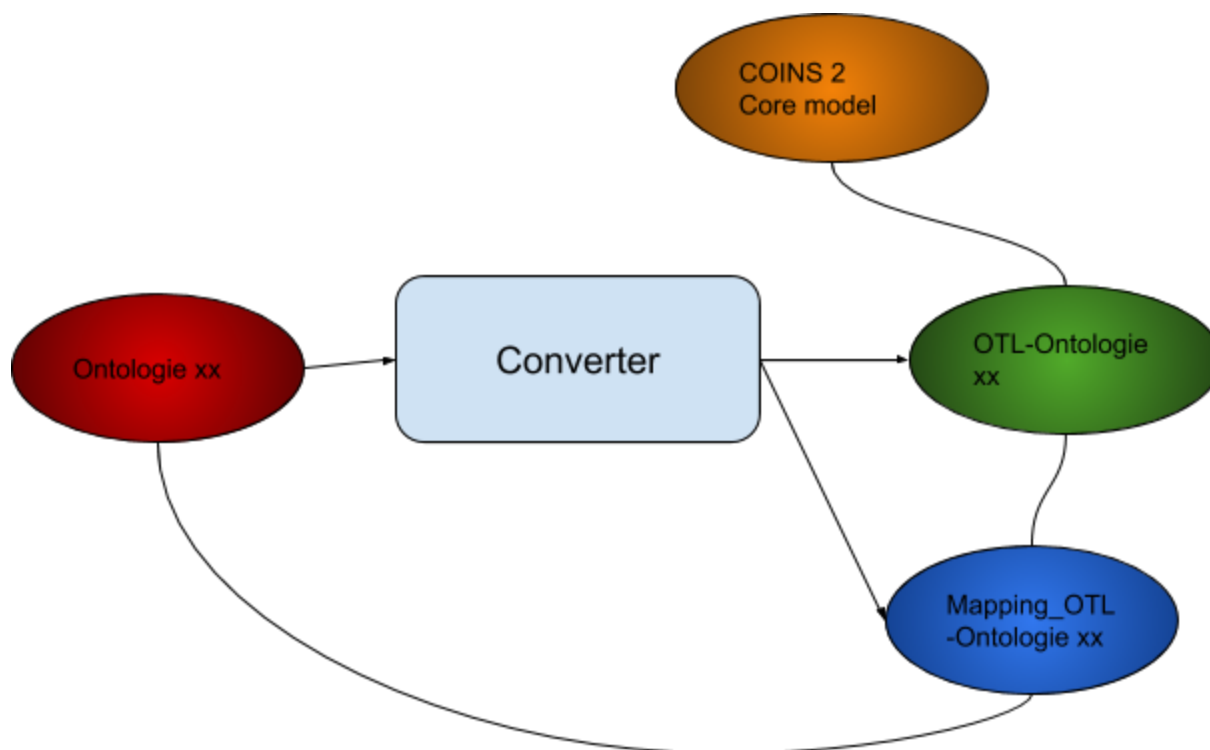 COINS 2
Core model
Ontologie xx
Converter
OTL-Ontologie
xx
Mapping_OTL
-Ontologie xx